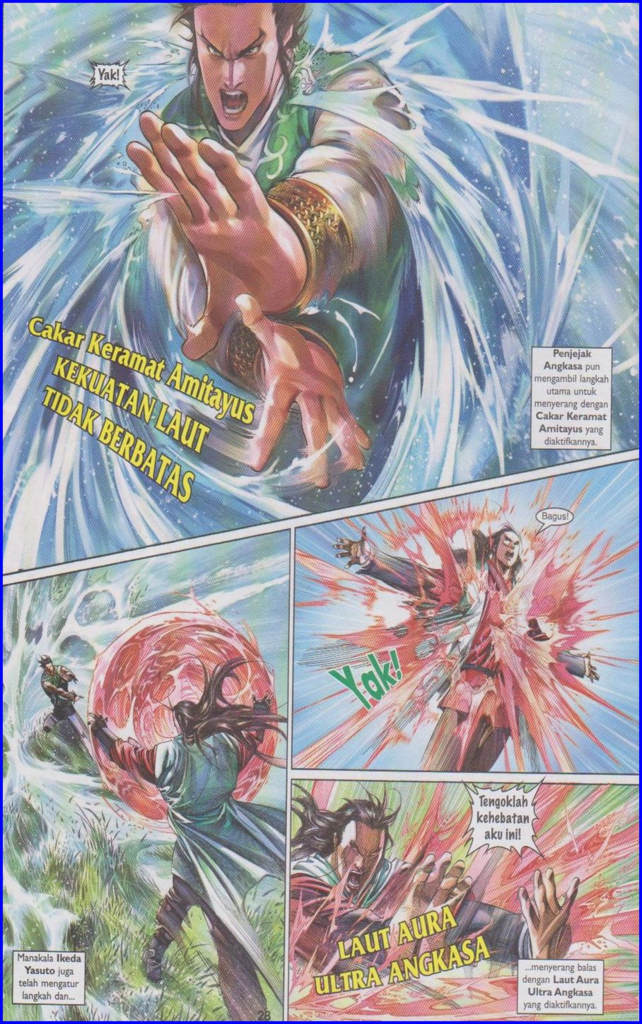 Yak!
Cakar Keramat Amitayus
KEKUATAN LAUT
TIDAK BERBATAS
Penjejak
Angkasa pun
mengambil langkah
utama untuk
menyerang dengan
Cakar Keramat
Amitayus yang
diaktifkannya.
Bagus!
Yak!
Manakala Ikeda
Yasuto juga
telah mengatur
langkah dan...
Tengoklah
kehebatan
aku ini!
LAUT AURA
ULTRA ANGKASA
...menyerang balas
dengan Laut Aura
Ultra Angkasa
yang diaktifkannya.
23